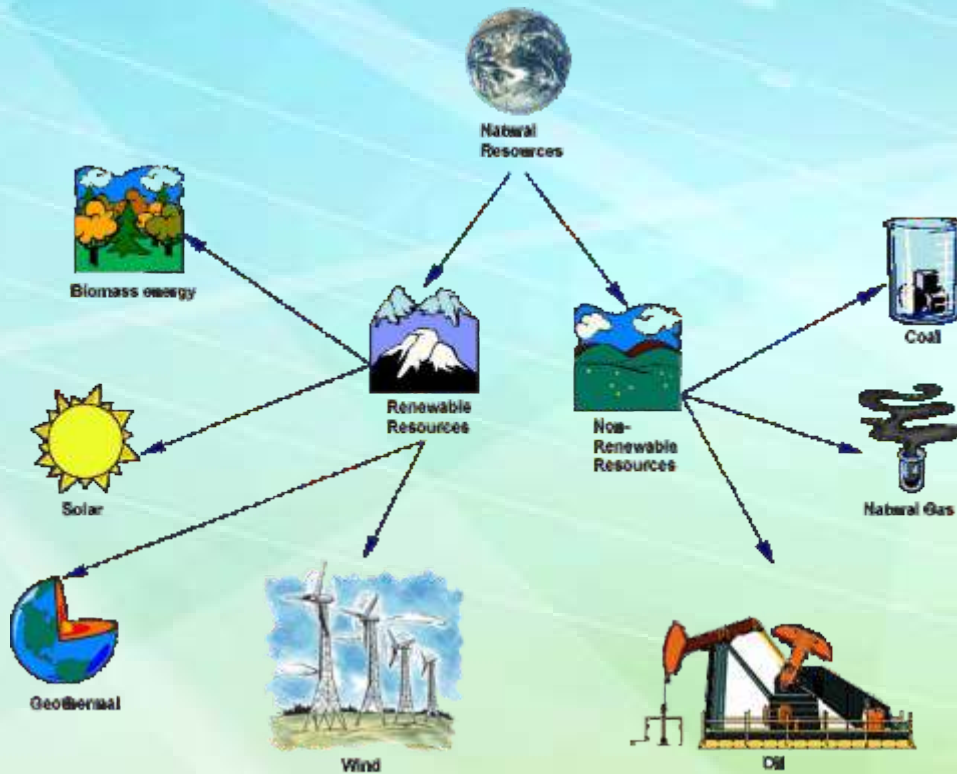 Natural
Resources
Biomass energy
Coal
Renewable
Resources
Non-
Renewable
Resources
Solar
Natural Gas
Geothermal
Wind
Oil